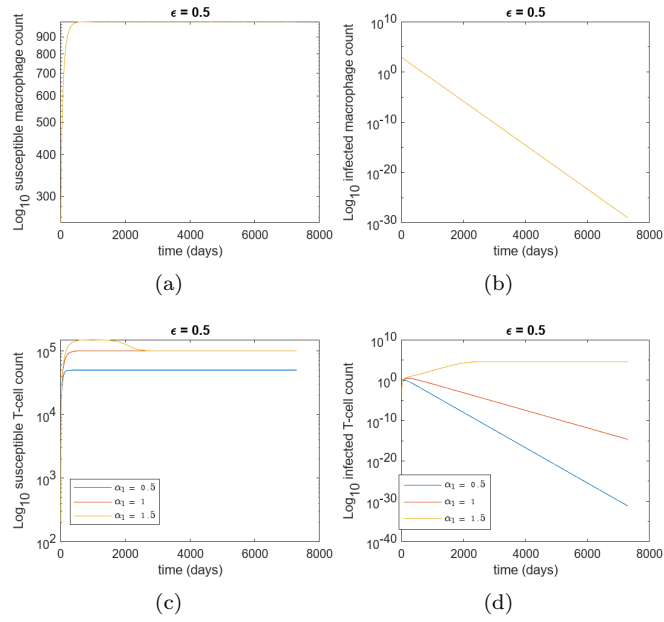 ϵ = 0.5
Log10 susceptible macrophage count
900
800
700
600
500
400
300
0
2000
4000
6000
8000
time (days)
(a)
ϵ = 0.5
Log10 infected macrophage count
10^0
10^-10
10^-20
10^-30
0
2000
4000
6000
8000
time (days)
(b)
ϵ = 0.5
Log10 susceptible T-cell count
10^5
10^4
10^3
10^2
α1 = 0.5
α1 = 1
α1 = 1.5
0
2000
4000
6000
8000
time (days)
(c)
ϵ = 0.5
Log10 infected T-cell count
10^10
10^0
10^-10
10^-20
10^-30
10^-40
α1 = 0.5
α1 = 1
α1 = 1.5
0
2000
4000
6000
8000
time (days)
(d)